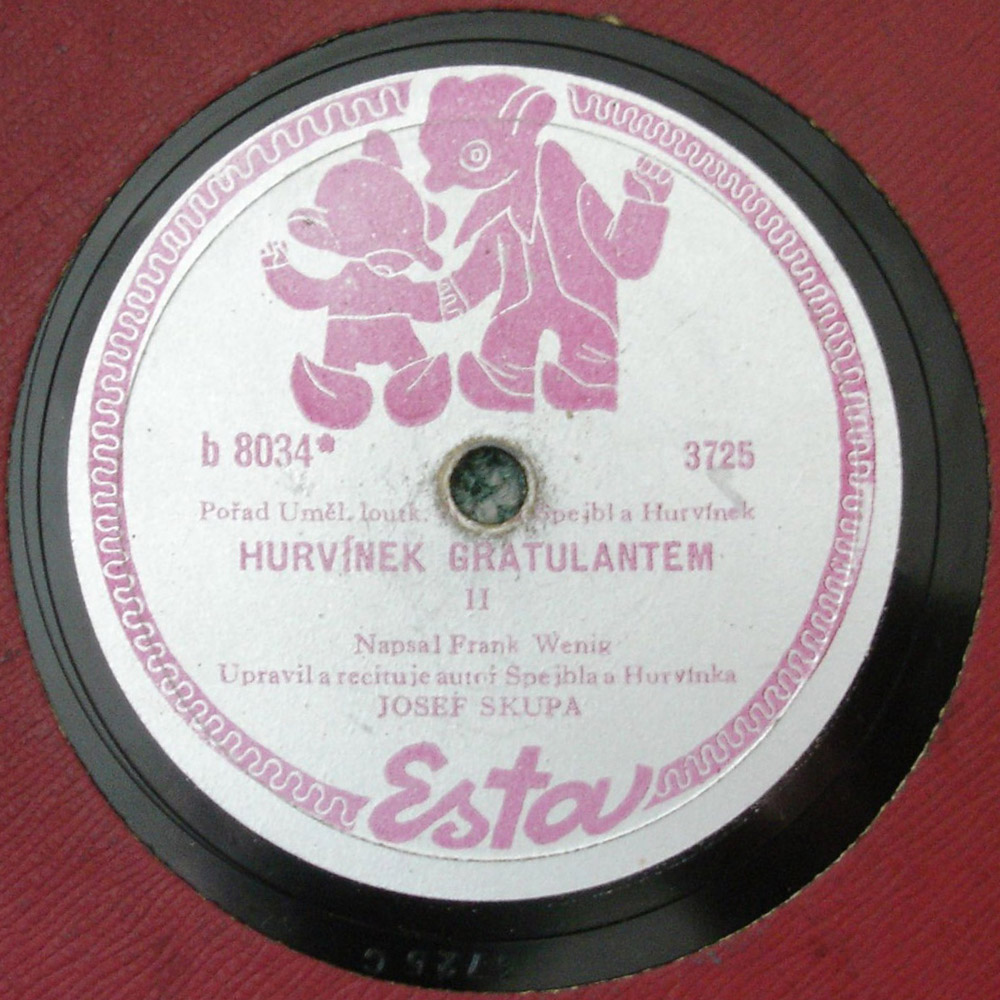 b 8034* 3725
Pořad Uměl. loutk. Spejbl a Hurvínek
HURVÍNEK GRATULANTEM
II
Napsal Frank Wenig
Upravil a recituje autor Spejbla a Hurvínka
JOSEF SKUPA
Esta